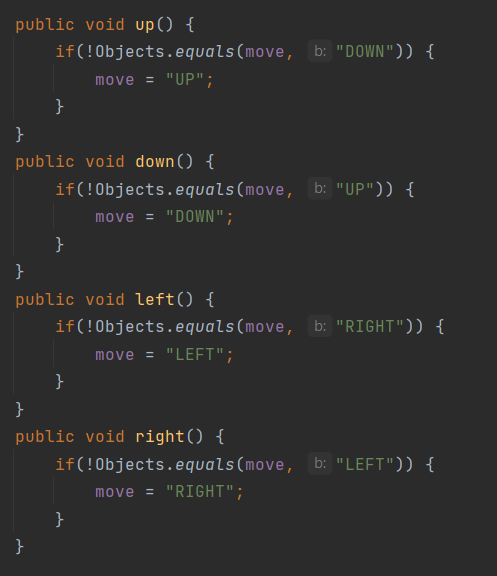 public void up() {
if(!Objects.equals(move, b: "DOWN")) {
move = "UP";
}
}
public void down() {
if(!Objects.equals(move, b: "UP")) {
move = "DOWN";
}
}
public void left() {
if(!Objects.equals(move, b: "RIGHT")) {
move = "LEFT";
}
}
public void right() {
if(!Objects.equals(move, b: "LEFT")) {
move = "RIGHT";
}
}